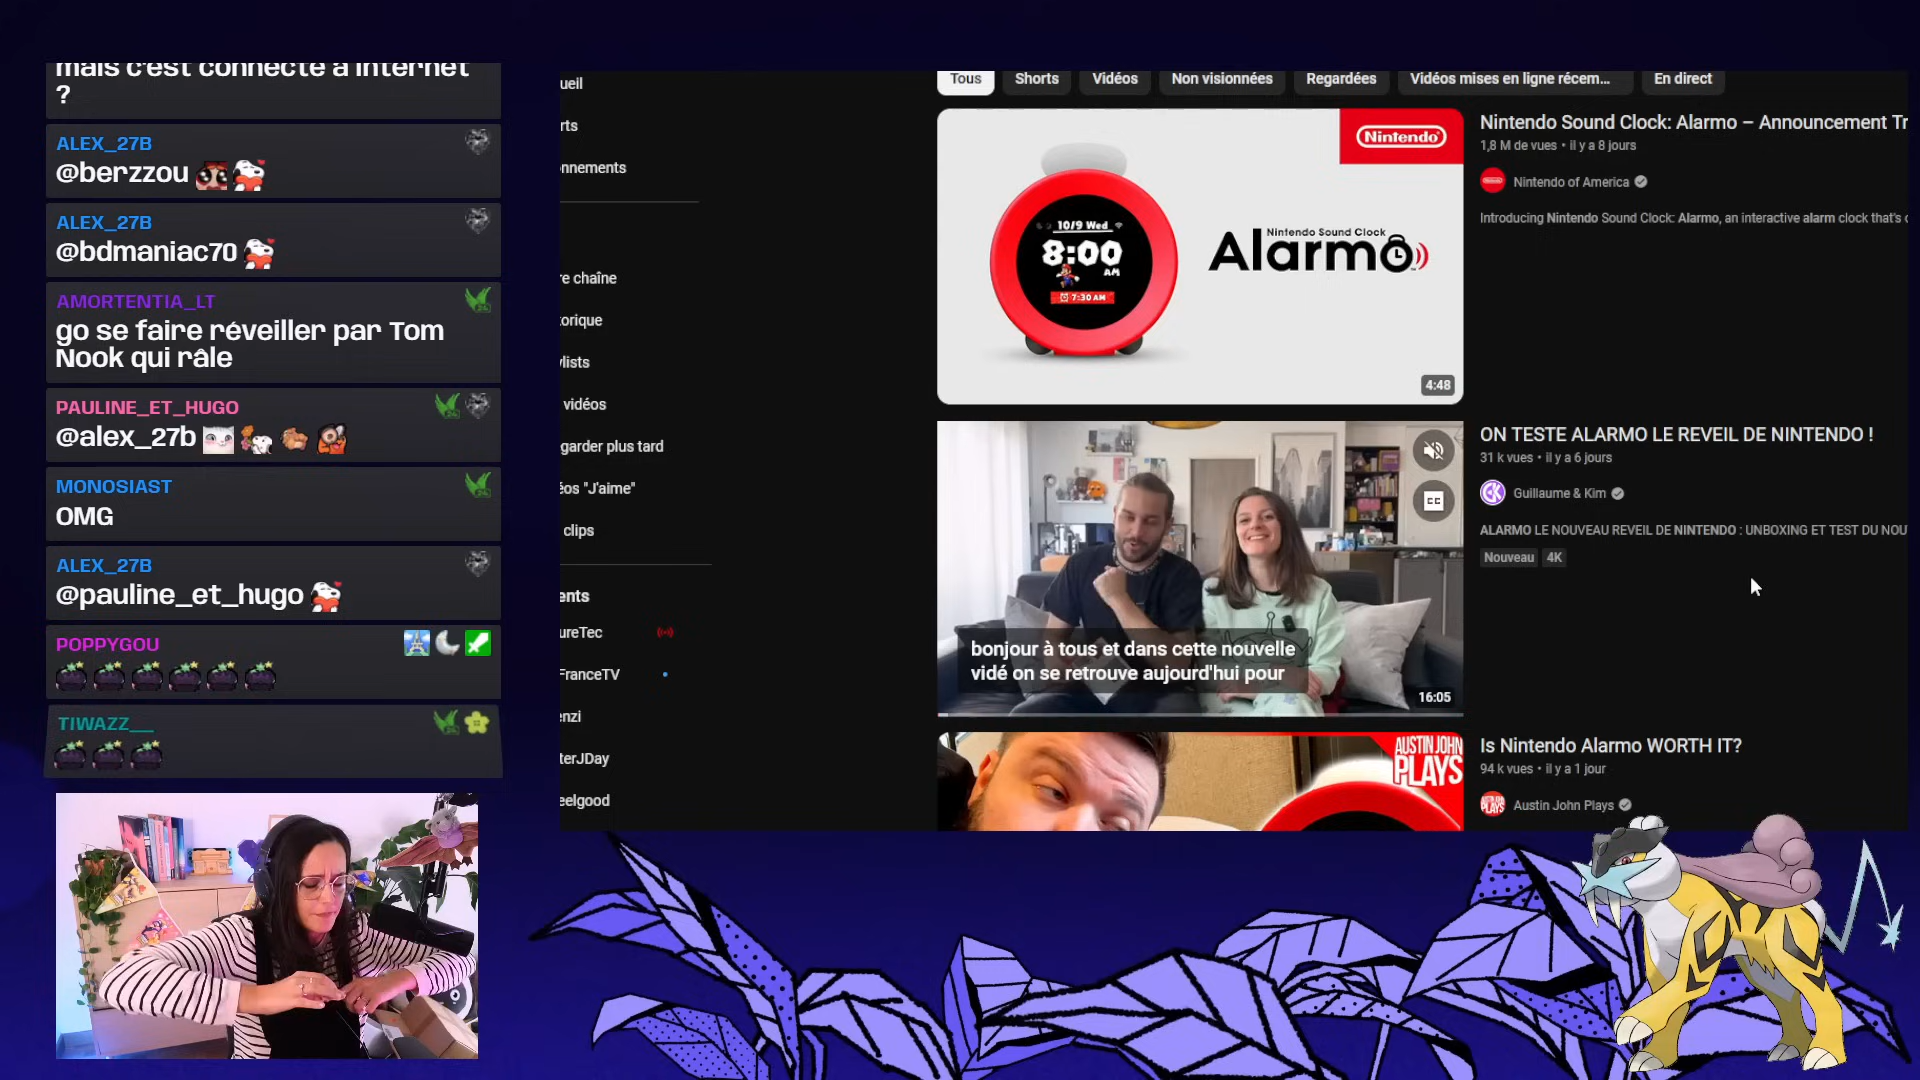 mais c'est connecté à internet
?
ALEX_27B
@berzzou
ALEX_27B
@bdmaniac70
AMORTENTIA_LT
go se faire réveiller par Tom
Nook qui râle
PAULINE_ET_HUGO
@alex_27b
MONOSIAST
OMG
ALEX_27B
@pauline_et_hugo
POPPYGOU
TIWAZZ__
ueil
rts
onnements
re chaîne
orique
lists
vidéos
garder plus tard
éos "J'aime"
clips
ents
ureTec
FranceTV
enzi
terJDay
eelgood
Tous
Shorts
Vidéos
Non visionnées
Regardées
Vidéos mises en ligne récem...
En direct
Nintendo
10/9 Wed
8:00
AM
7:30 AM
Nintendo Sound Clock
Alarmo
4:48
Nintendo Sound Clock: Alarmo – Announcement Tr
1,8 M de vues • il y a 8 jours
Nintendo of America
Introducing Nintendo Sound Clock: Alarmo, an interactive alarm clock that's
bonjour à tous et dans cette nouvelle
vidé on se retrouve aujourd'hui pour
CC
16:05
ON TESTE ALARMO LE REVEIL DE NINTENDO !
31 k vues • il y a 6 jours
Guillaume & Kim
ALARMO LE NOUVEAU REVEIL DE NINTENDO : UNBOXING ET TEST DU NOU
Nouveau
4K
AUSTIN JOHN
PLAYS
Is Nintendo Alarmo WORTH IT?
94 k vues • il y a 1 jour
Austin John Plays